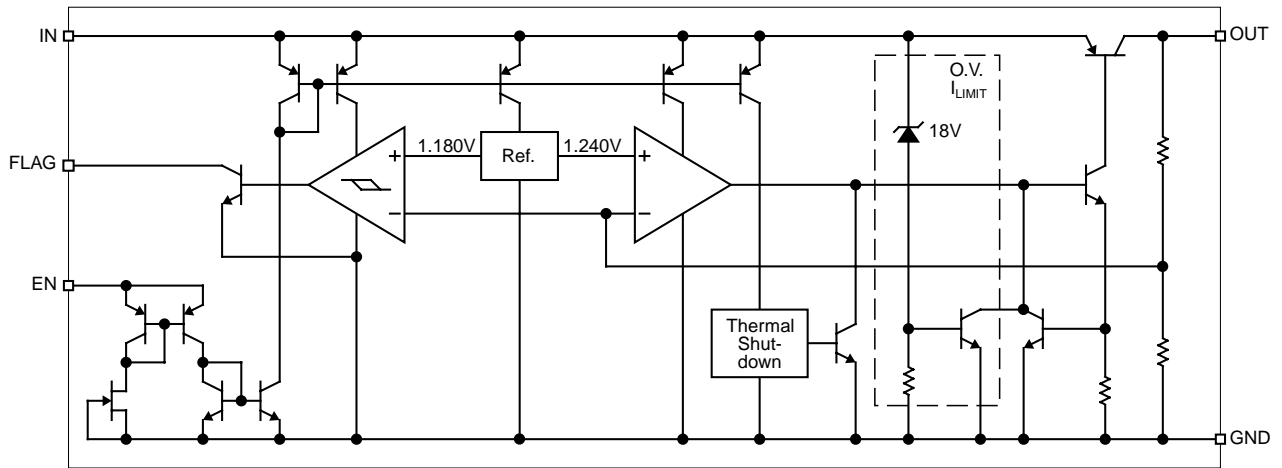 IN
OUT
O.V.
ILIMIT
18V
FLAG
+
1.180V
Ref.
1.240V
+
−
−
EN
Thermal
Shut-
down
GND